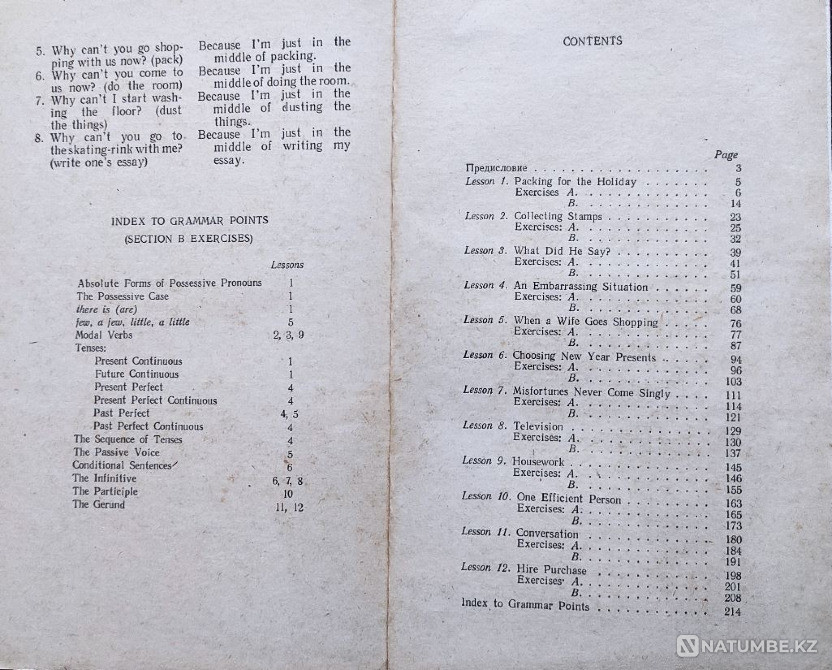 5. Why can't you go shop- Because I'm just in the
ping with us now? (pack) middle of packing.
6. Why can't you come to Because I'm just in the
us now? (do the room) middle of doing the room.
7. Why can't I start wash- Because I'm just in the
ing the floor? (dust middle of dusting the
the things) things.
8. Why can't you go to Because I'm just in the
the skating-rink with me? middle of writing my
(write one's essay) essay.
INDEX TO GRAMMAR POINTS
(SECTION B EXERCISES)
Lessons
Absolute Forms of Possessive Pronouns 1
The Possessive Case 1
there is (are) 1
few, a few, little, a little 5
Modal Verbs 2, 3, 9
Tenses:
Present Continuous 1
Future Continuous 1
Present Perfect 4
Present Perfect Continuous 4
Past Perfect 4, 5
Past Perfect Continuous 4
The Sequence of Tenses 4
The Passive Voice 5
Conditional Sentences 6
The Infinitive 6, 7, 8
The Participle 10
The Gerund 11, 12
CONTENTS
Page
Предисловие . . . . . . . . . . . . . . . . . . . 3
Lesson 1. Packing for the Holiday . . . . . . . 5
Exercises A. . . . . . . . . . . . . . 6
B. . . . . . . . . . . . . . 14
Lesson 2. Collecting Stamps . . . . . . . . . . . 23
Exercises: A. . . . . . . . . . . . . . 25
B. . . . . . . . . . . . . . 32
Lesson 3. What Did He Say? . . . . . . . . . . 39
Exercises: A. . . . . . . . . . . . . . 41
B. . . . . . . . . . . . . . 51
Lesson 4. An Embarrassing Situation . . . . . . 59
Exercises: A. . . . . . . . . . . . . . 60
B. . . . . . . . . . . . . . 68
Lesson 5. When a Wife Goes Shopping . . . . . 76
Exercises: A. . . . . . . . . . . . . . 77
B. . . . . . . . . . . . . . 87
Lesson 6. Choosing New Year Presents . . . . . 94
Exercises: A. . . . . . . . . . . . . . 96
B. . . . . . . . . . . . . . 103
Lesson 7. Misfortunes Never Come Singly . . . . 111
Exercises: A. . . . . . . . . . . . . . 114
B. . . . . . . . . . . . . . 121
Lesson 8. Television . . . . . . . . . . . . . . 129
Exercises: A. . . . . . . . . . . . . . 130
B. . . . . . . . . . . . . . 137
Lesson 9. Housework . . . . . . . . . . . . . . 145
Exercises: A. . . . . . . . . . . . . . 146
B. . . . . . . . . . . . . . 155
Lesson 10. One Efficient Person . . . . . . . . . 163
Exercises: A. . . . . . . . . . . . . . 165
B. . . . . . . . . . . . . . 173
Lesson 11. Conversation . . . . . . . . . . . . . 180
Exercises: A. . . . . . . . . . . . . . 184
B. . . . . . . . . . . . . . 191
Lesson 12. Hire Purchase . . . . . . . . . . . . 198
Exercises: A. . . . . . . . . . . . . . 201
B. . . . . . . . . . . . . . 208
Index to Grammar Points . . . . . . . . . . . . 214
NATUMBE.KZ